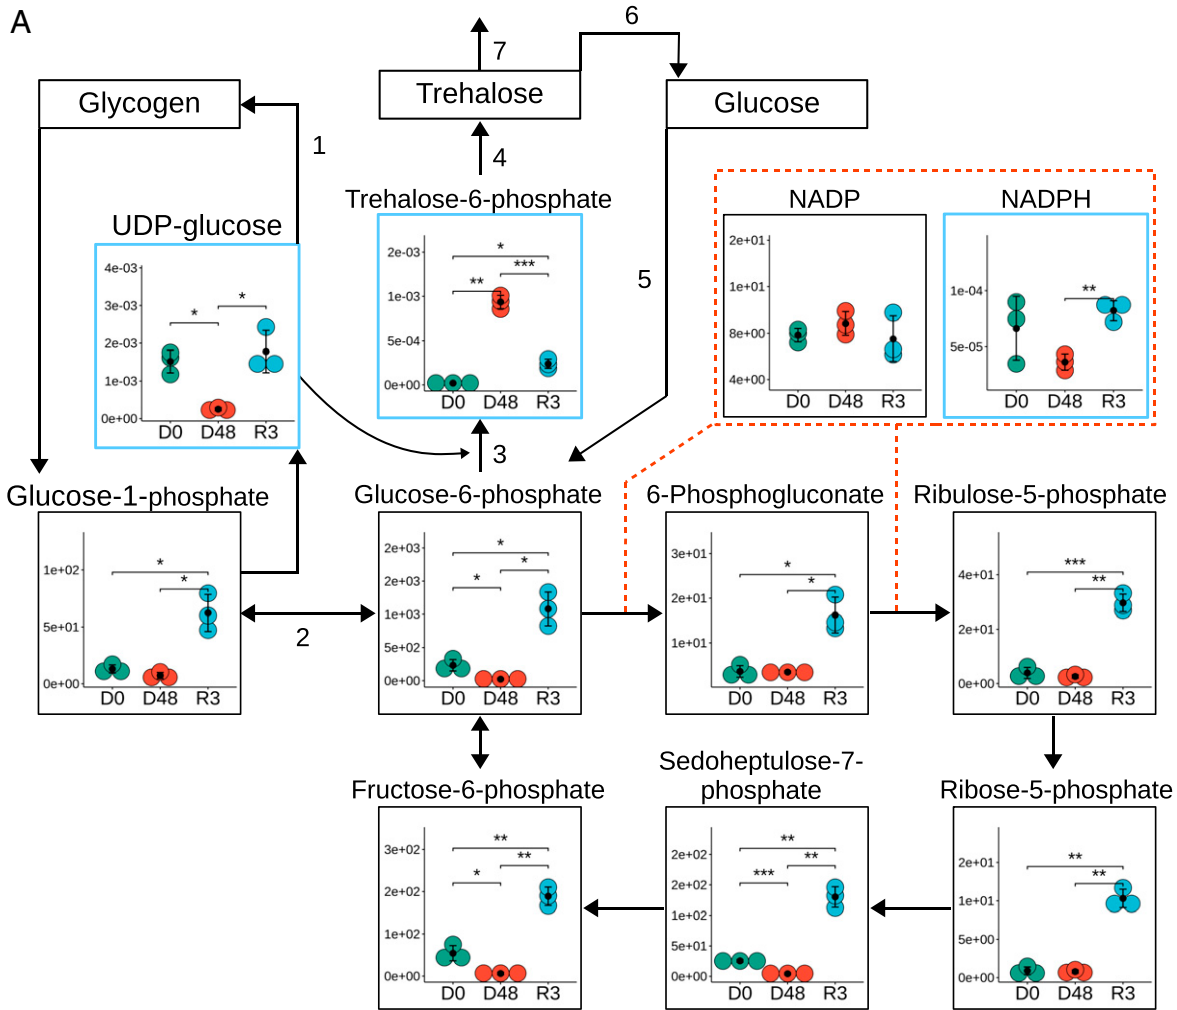 A
6
7
Glycogen
Trehalose
Glucose
1
4
Trehalose-6-phosphate
NADP
NADPH
UDP-glucose
5
4e-03
3e-03
2e-03
1e-03
0e+00
*
*
D0 D48 R3
2e-03
1e-03
5e-04
0e+00
*
***
**
D0 D48 R3
2e+01
1e+01
8e+00
4e+00
D0 D48 R3
1e-04
5e-05
**
D0 D48 R3
3
Glucose-1-phosphate
Glucose-6-phosphate
6-Phosphogluconate
Ribulose-5-phosphate
1e+02
5e+01
0e+00
*
*
D0 D48 R3
2
2e+03
2e+03
1e+03
5e+02
0e+00
*
*
*
D0 D48 R3
3e+01
2e+01
1e+01
*
*
D0 D48 R3
4e+01
2e+01
0e+00
***
**
D0 D48 R3
Fructose-6-phosphate
Sedoheptulose-7-
phosphate
Ribose-5-phosphate
3e+02
2e+02
1e+02
0e+00
**
**
*
D0 D48 R3
2e+02
2e+02
1e+02
5e+01
0e+00
**
**
***
D0 D48 R3
2e+01
1e+01
5e+00
0e+00
**
**
D0 D48 R3